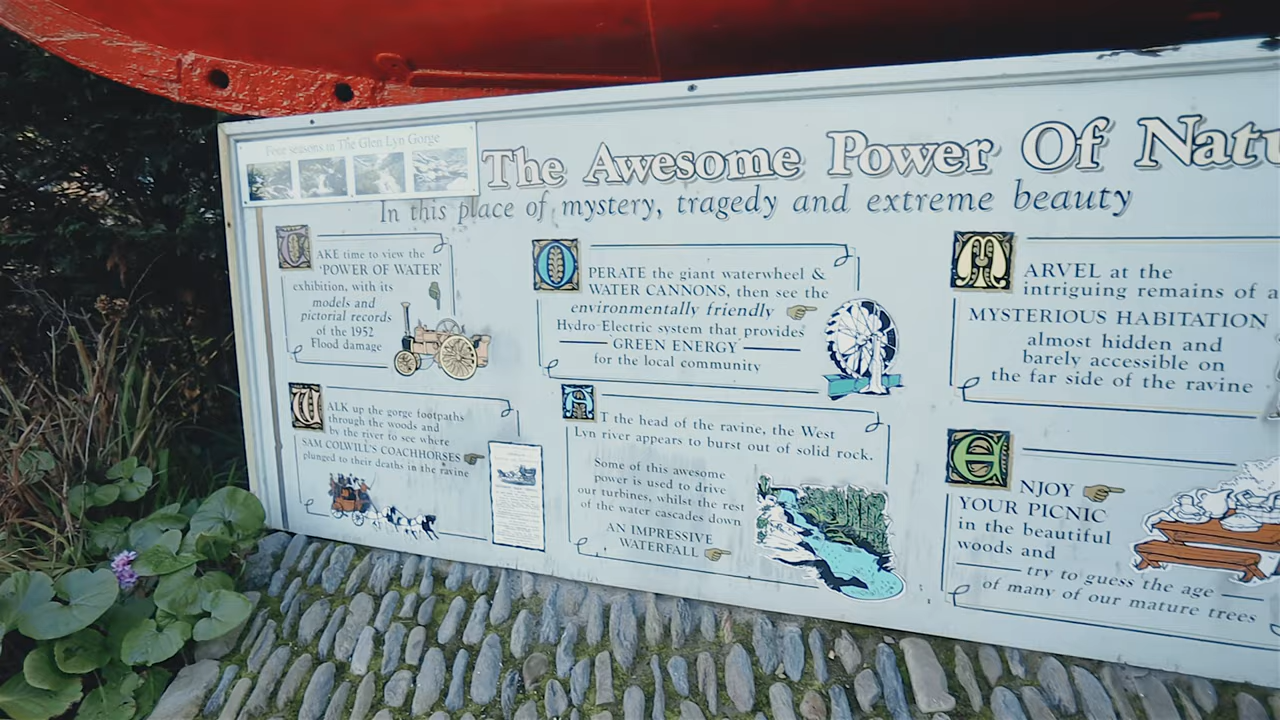 Four seasons in The Glen Lyn Gorge
The Awesome Power Of Natu
In this place of mystery, tragedy and extreme beauty
TAKE time to view the
'POWER OF WATER'
exhibition, with its
models and
pictorial records
of the 1952
Flood damage
WALK up the gorge footpaths
through the woods and
by the river to see where
SAM COLWILL'S COACHHORSES
plunged to their deaths in the ravine
OPERATE the giant waterwheel &
WATER CANNONS, then see the
environmentally friendly
Hydro-Electric system that provides
'GREEN ENERGY'
for the local community
AT the head of the ravine, the West
Lyn river appears to burst out of solid rock.
Some of this awesome
power is used to drive
our turbines, whilst the rest
of the water cascades down
AN IMPRESSIVE
WATERFALL
MARVEL at the
intriguing remains of a
MYSTERIOUS HABITATION
almost hidden and
barely accessible on
the far side of the ravine
ENJOY
YOUR PICNIC
in the beautiful
woods and
try to guess the age
of many of our mature trees